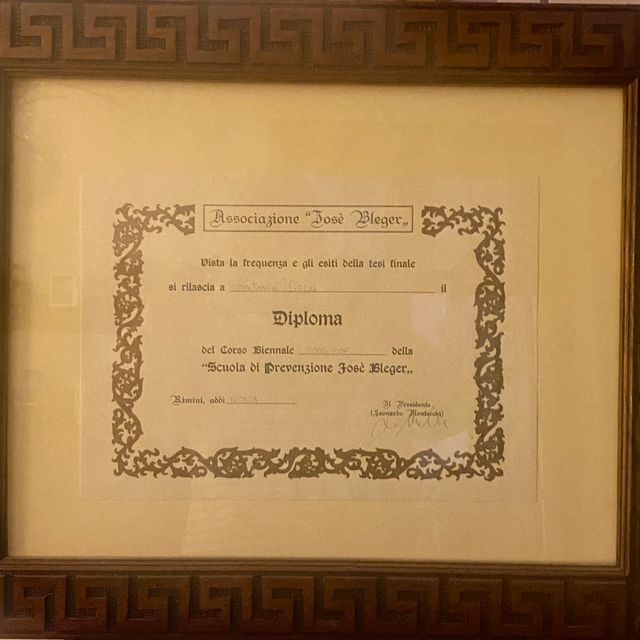 Associazione "Josè Bleger„
Vista la frequenza e gli esiti della tesi finale
si rilascia a il
Diploma
del Corso Biennale della
"Scuola di Prevenzione Josè Bleger„
Rimini, addì
Il Presidente
(Leonardo Montecchi)